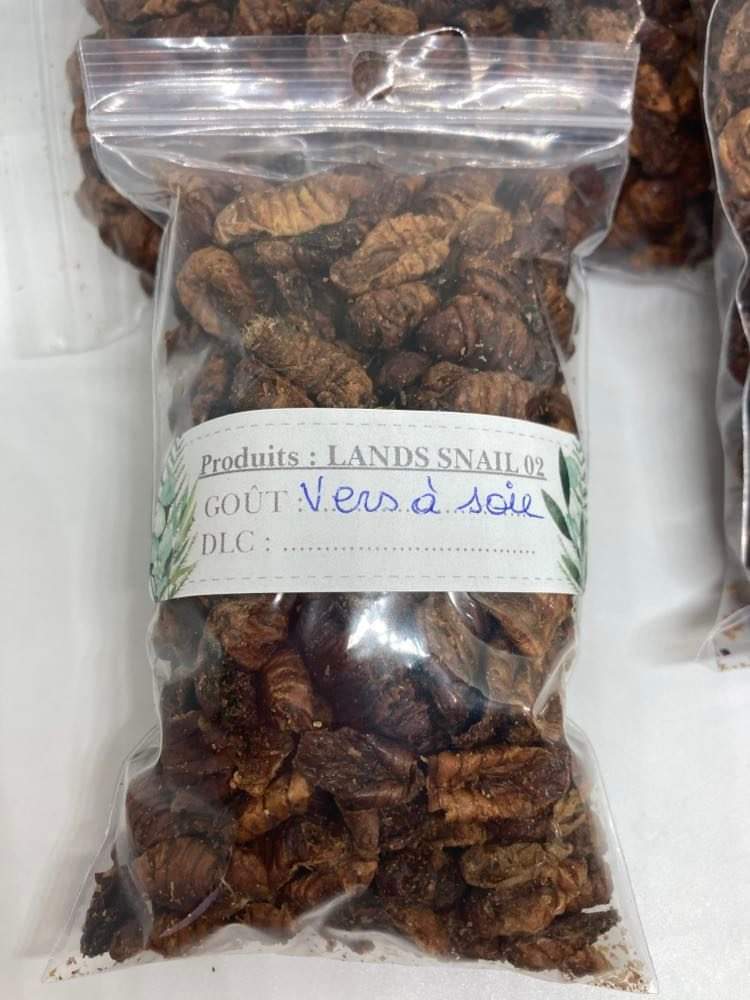 Produits : LANDS SNAIL 02
GOÛT : Vers à soie
DLC : ..................................